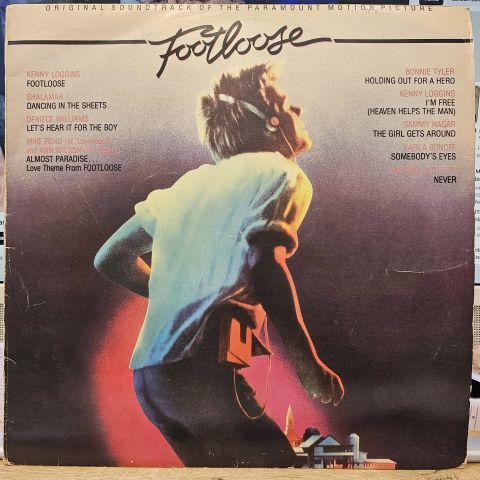 ORIGINAL SOUNDTRACK OF THE PARAMOUNT MOTION PICTURE
Footloose
KENNY LOGGINS
FOOTLOOSE
SHALAMAR
DANCING IN THE SHEETS
DENIECE WILLIAMS
LET'S HEAR IT FOR THE BOY
MIKE RENO (of "Loverboy")
and ANN WILSON
ALMOST PARADISE
Love Theme From FOOTLOOSE
BONNIE TYLER
HOLDING OUT FOR A HERO
KENNY LOGGINS
I'M FREE
(HEAVEN HELPS THE MAN)
SAMMY HAGAR
THE GIRL GETS AROUND
KARLA BONOFF
SOMEBODY'S EYES
NEVER